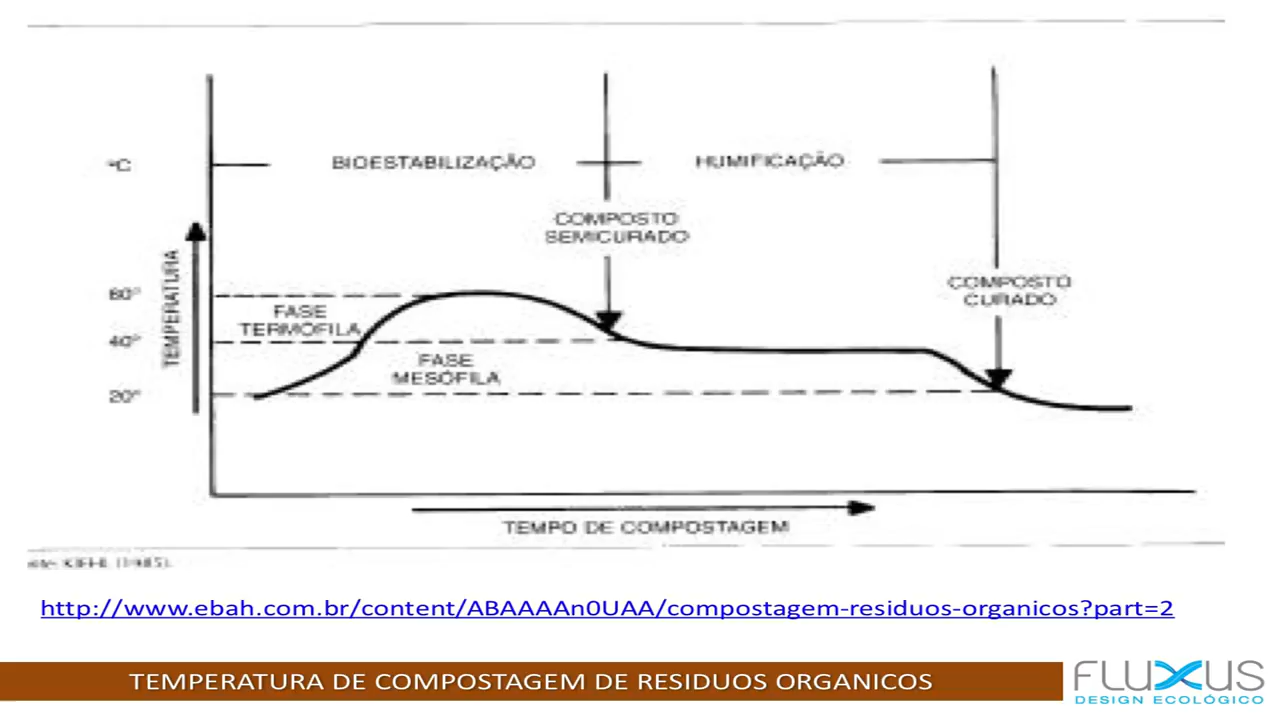 °C
BIOESTABILIZAÇÃO
HUMIFICAÇÃO
COMPOSTO
SEMICURADO
COMPOSTO
CURADO
TEMPERATURA
60°
FASE
TERMÓFILA
40°
FASE
MESÓFILA
20°
TEMPO DE COMPOSTAGEM
KIEHL (1985).
http://www.ebah.com.br/content/ABAAAAn0UAA/compostagem-residuos-organicos?part=2
TEMPERATURA DE COMPOSTAGEM DE RESIDUOS ORGANICOS
FLUXUS
DESIGN ECOLÓGICO